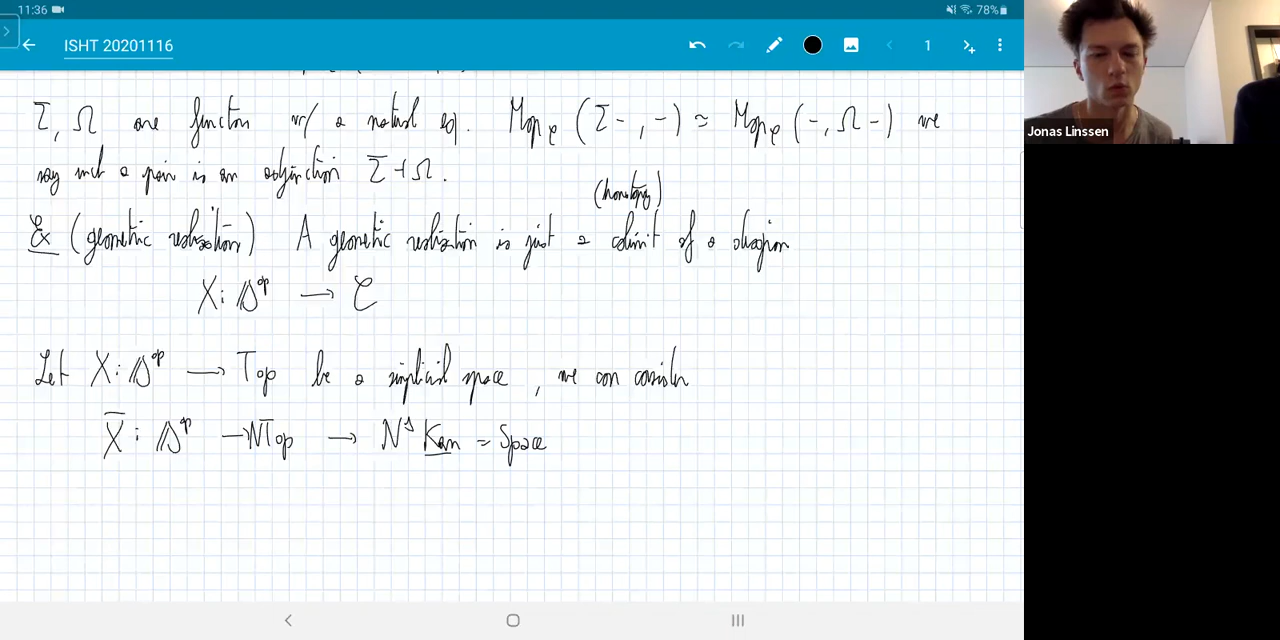 11:36
78%
ISHT 20201116
1
Σ, Ω are functors w/ a natural eq. Map_C (Σ-, -) ≃ Map_C (-, Ω-) we
say such a pair is an adjunction Σ ⊣ Ω.
(homotopy)
Ex (geometric realisation) A geometric realization is just a colimit of a diagram
X: Δ^op → C
Let X: Δ^op → Top be a simplicial space, we can consider
X̄: Δ^op → NTop → N^Δ Kan = Space
Jonas Linssen